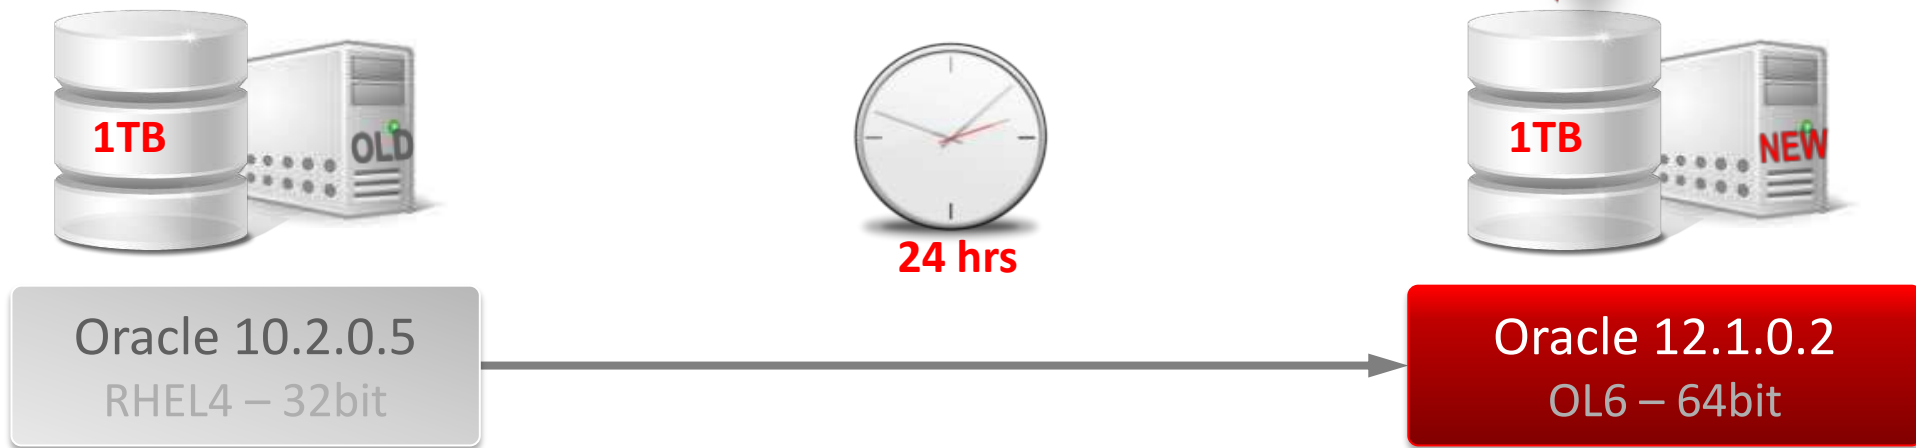 1TB
OLD
24 hrs
1TB
NEW
Oracle 10.2.0.5
RHEL4 – 32bit
Oracle 12.1.0.2
OL6 – 64bit